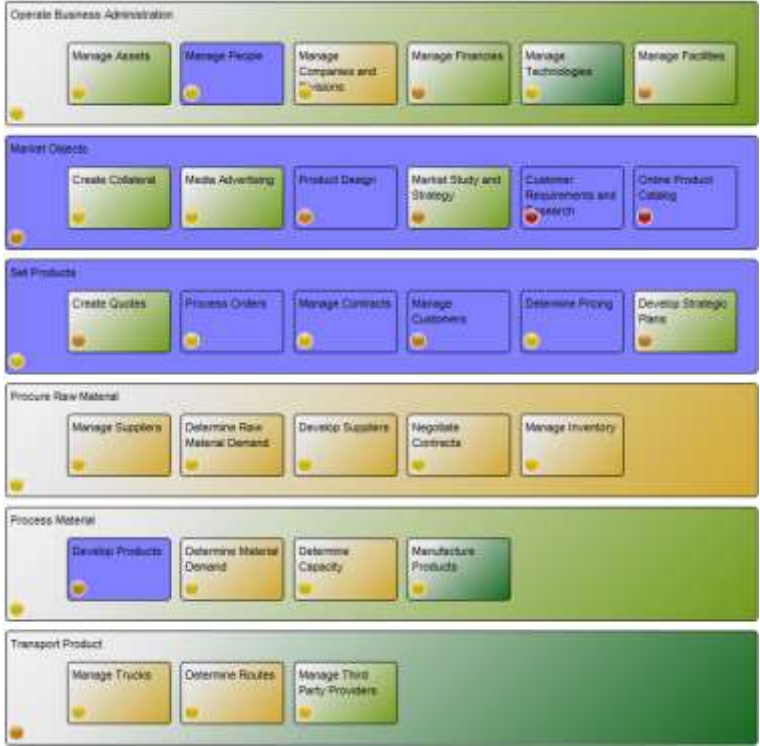 Operate Business Administration
Manage Assets
Manage People
Manage
Companies and
Divisions
Manage Financies
Manage
Technologies
Manage Facilities
Market Objects
Create Collateral
Media Advertising
Product Design
Market Study and
Strategy
Customer
Requirements and
Research
Online Product
Catalog
Sell Products
Create Quotes
Process Orders
Manage Contracts
Manage
Customers
Determine Pricing
Develop Strategic
Plans
Procure Raw Material
Manage Suppliers
Determine Raw
Material Demand
Develop Suppliers
Negotiate
Contracts
Manage Inventory
Process Material
Develop Products
Determine Material
Demand
Determine
Capacity
Manufacture
Products
Transport Product
Manage Trucks
Determine Routes
Manage Third
Party Providers